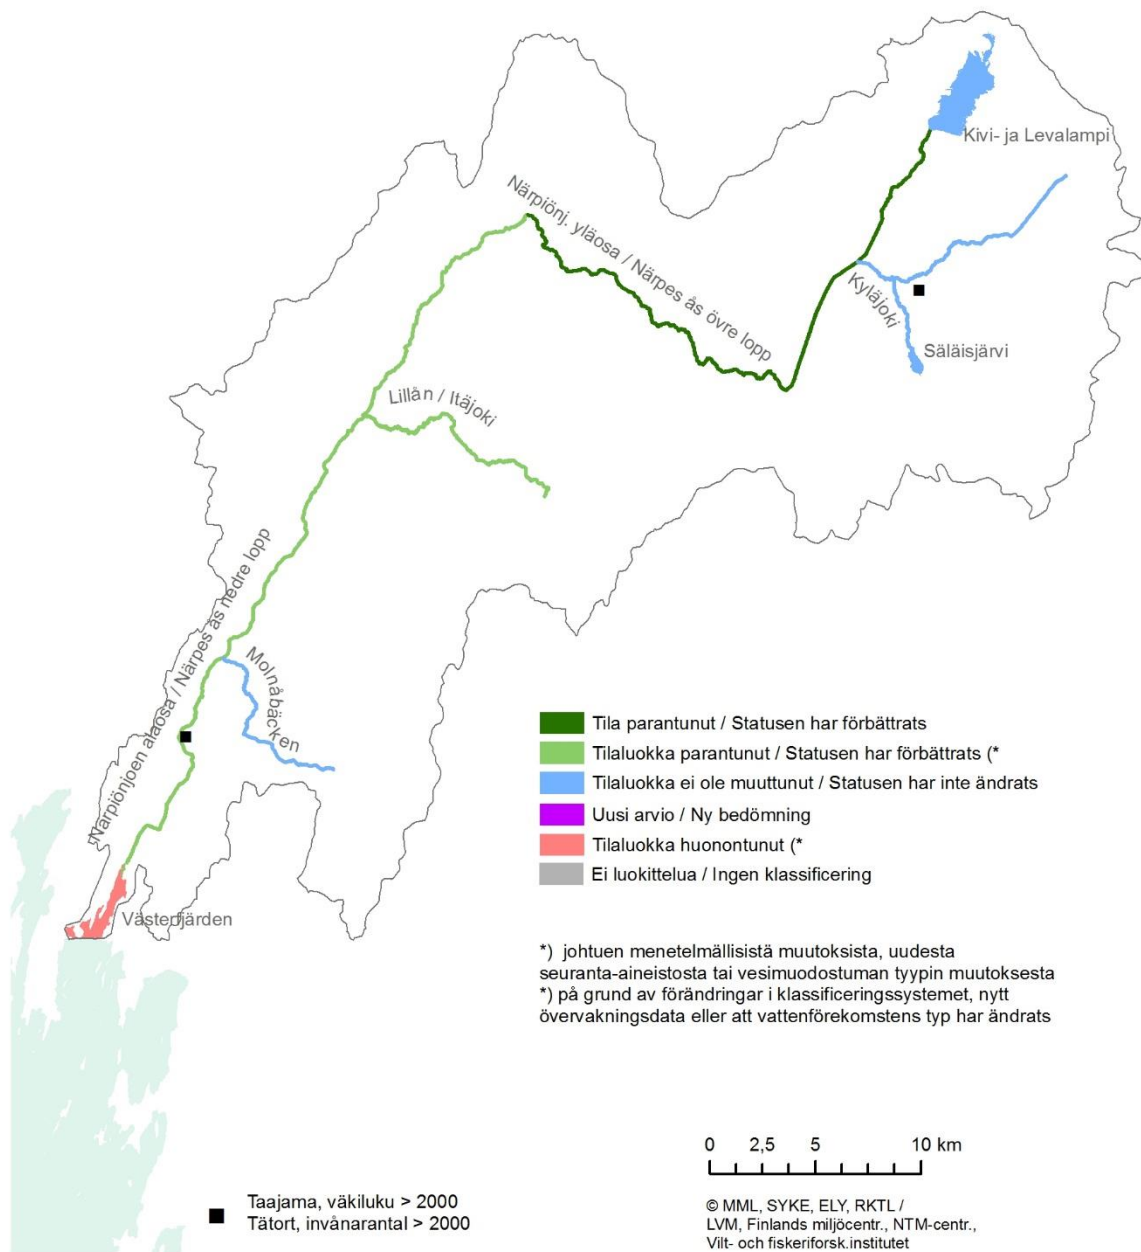 Kivi- ja Levalampi
Närpiönj. yläosa / Närpes ås övre lopp
Kyläjoki
Säläisjärvi
Lillån / Itäjoki
Närpiönjoen alaosa / Närpes ås nedre lopp
Molnåbäcken
Västerfjärden
Tila parantunut / Statusen har förbättrats
Tilaluokka parantunut / Statusen har förbättrats (*
Tilaluokka ei ole muuttunut / Statusen har inte ändrats
Uusi arvio / Ny bedömning
Tilaluokka huonontunut (*
Ei luokittelua / Ingen klassificering
*) johtuen menetelmällisistä muutoksista, uudesta
seuranta-aineistosta tai vesimuodostuman tyypin muutoksesta
*) på grund av förändringar i klassificeringssystemet, nytt
övervakningsdata eller att vattenförekomstens typ har ändrats
0 2,5 5 10 km
Taajama, väkiluku > 2000
Tätort, invånarantal > 2000
© MML, SYKE, ELY, RKTL /
LVM, Finlands miljöcentr., NTM-centr.,
Vilt- och fiskeriforsk.institutet